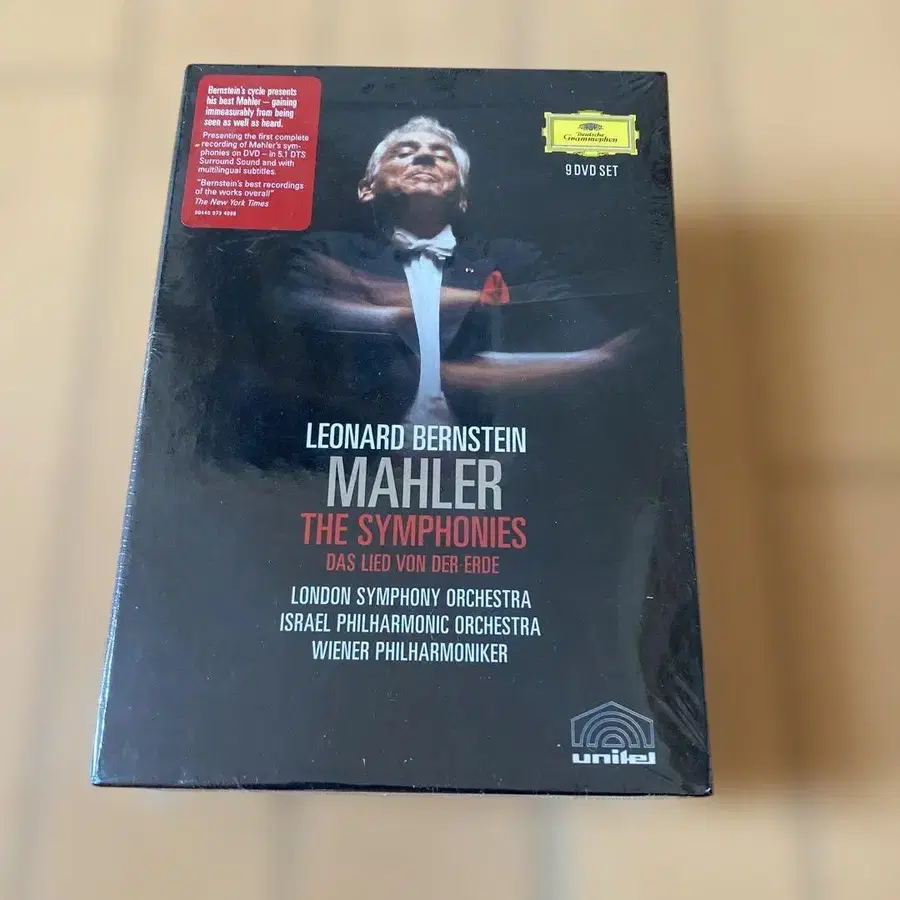 Bernstein's cycle presents
his best Mahler – gaining
immeasurably from being
seen as well as heard.
Presenting the first complete
recording of Mahler's sym-
phonies on DVD – in 5.1 DTS
Surround Sound and with
multilingual subtitles.
"Bernstein's best recordings
of the works overall"
The New York Times
Deutsche
Grammophon
9 DVD SET
LEONARD BERNSTEIN
MAHLER
THE SYMPHONIES
DAS LIED VON DER ERDE
LONDON SYMPHONY ORCHESTRA
ISRAEL PHILHARMONIC ORCHESTRA
WIENER PHILHARMONIKER
unitel